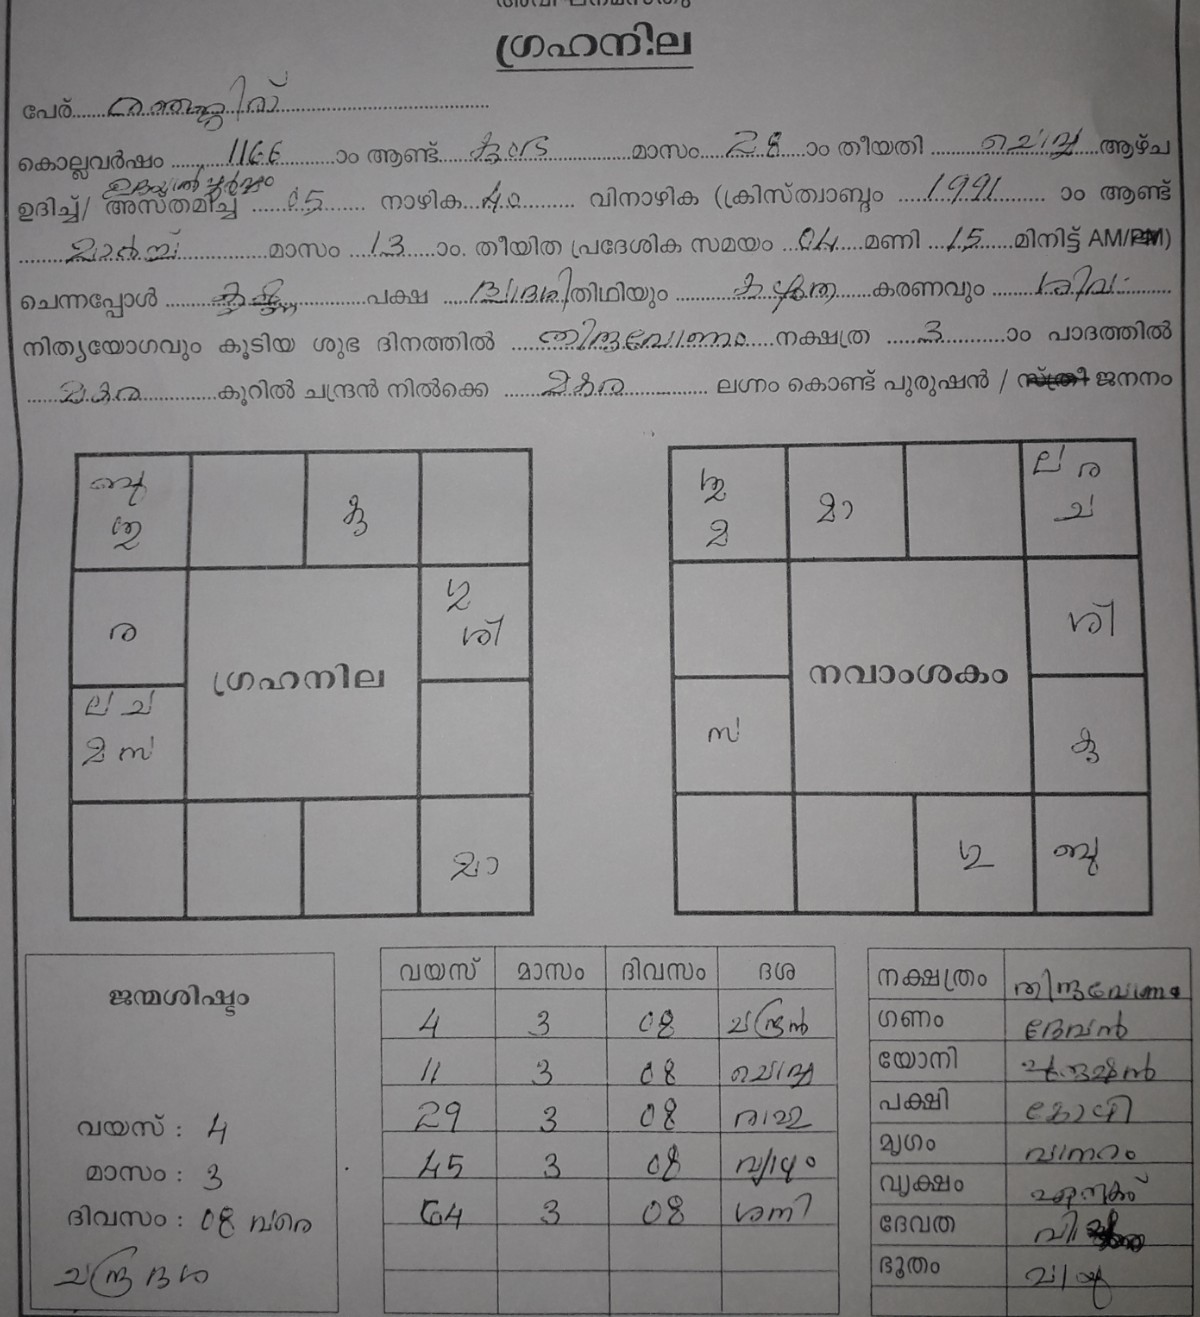 ഗ്രഹനില
പേര്
കൊല്ലവർഷം 1166 ാം ആണ്ട് കുംഭ മാസം 28 ാം തീയതി ചൊവ്വ ആഴ്ച
ഉദയാൽപൂർവ്വം
ഉദിച്ച്/ അസ്തമിച്ച് 05 നാഴിക 40 വിനാഴിക (ക്രിസ്ത്വാബ്ദം 1991 ാം ആണ്ട്
മാർച്ച് മാസം 13 ാം. തീയിത പ്രദേശിക സമയം 04 മണി 15 മിനിട്ട് AM/PM)
ചെന്നപ്പോൾ കൃഷ്ണ പക്ഷ ദ്വാദശി തിഥിയും കഴുത കരണവും ശിവ
നിത്യയോഗവും കൂടിയ ശുഭ ദിനത്തിൽ തിരുവോണം നക്ഷത്ര 3 ാം പാദത്തിൽ
മകര കൂറിൽ ചന്ദ്രൻ നിൽക്കെ മകര ലഗ്നം കൊണ്ട് പുരുഷൻ / സ്ത്രീ ജനനം
ബു
ശു
കു
ര
ഗു
ശി
ല ച
മ സ
മാ
ഗ്രഹനില
ശു
മ
മാ
ല ര
ച
ശി
സ
കു
ഗു
ബു
നവാംശകം
ജന്മശിഷ്ടം
വയസ് : 4
മാസം : 3
ദിവസം : 08 വരെ
ചന്ദ്ര ദശ
വയസ് മാസം ദിവസം ദശ
4 3 08 ചന്ദ്രൻ
11 3 08 ചൊവ്വ
29 3 08 രാഹു
45 3 08 വ്യാഴം
64 3 08 ശനി
നക്ഷത്രം തിരുവോണം
ഗണം ദേവൻ
യോനി പുരുഷൻ
പക്ഷി കോഴി
മൃഗം വാനരം
വൃക്ഷം എരുക്ക്
ദേവത
ഭൂതം വായു